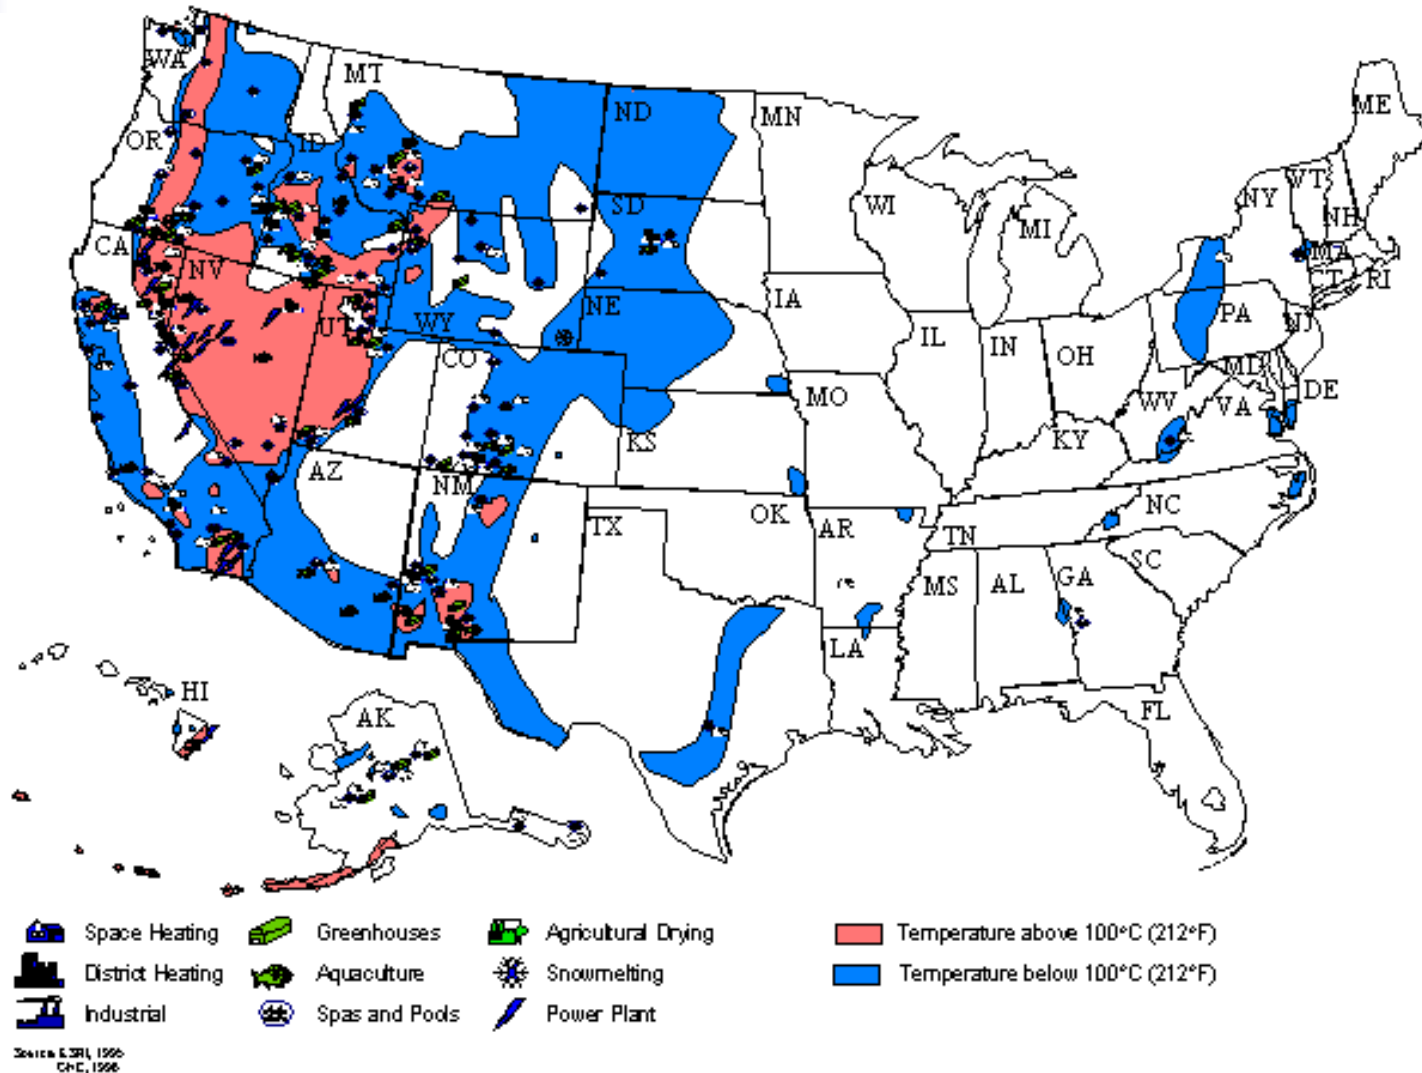 WA
MT
ND
MN
ME
OR
ID
VT
NY
NH
WI
SD
MI
CA
MA
NV
CT
RI
IA
NE
UT
WY
PA
NJ
IL
IN
OH
CO
MD
DE
MO
WV
VA
KS
KY
AZ
NM
TX
OK
AR
NC
TN
SC
MS
AL
GA
LA
HI
AK
FL
Space Heating
Greenhouses
Agricultural Drying
Temperature above 100°C (212°F)
District Heating
Aquaculture
Snowmelting
Temperature below 100°C (212°F)
Industrial
Spas and Pools
Power Plant
Source ESRI, 1995